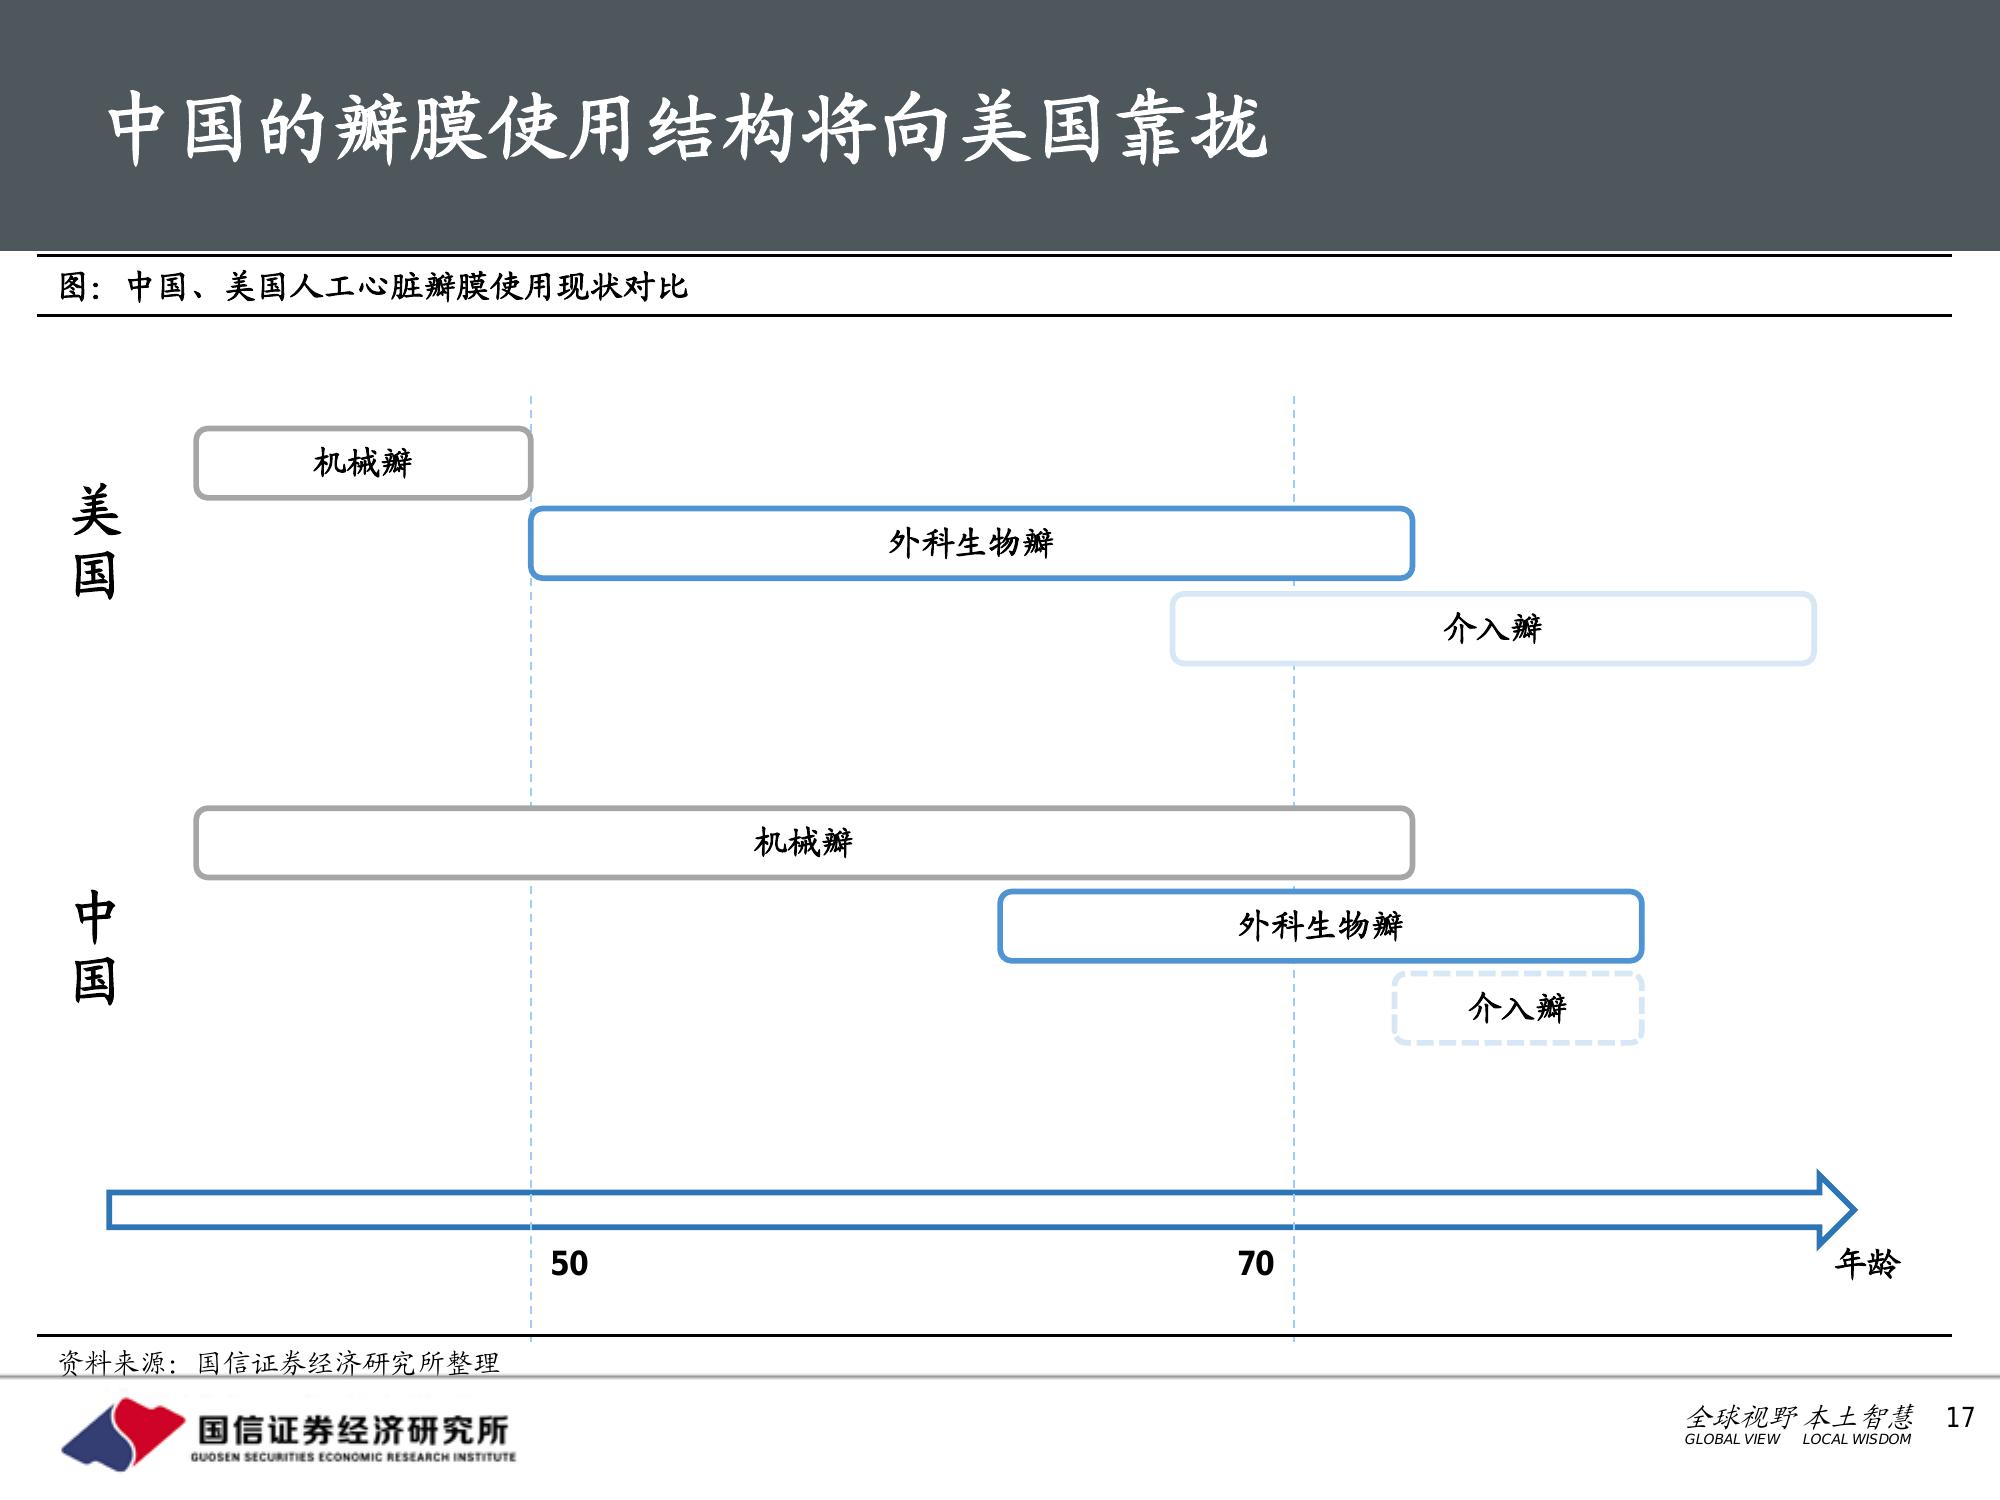 中国的瓣膜使用结构将向美国靠拢
图：中国、美国人工心脏瓣膜使用现状对比
美国
机械瓣
外科生物瓣
介入瓣
中国
机械瓣
外科生物瓣
介入瓣
50
70
年龄
资料来源：国信证券经济研究所整理
国信证券经济研究所
GUOSEN SECURITIES ECONOMIC RESEARCH INSTITUTE
全球视野 本土智慧
GLOBAL VIEW LOCAL WISDOM
17